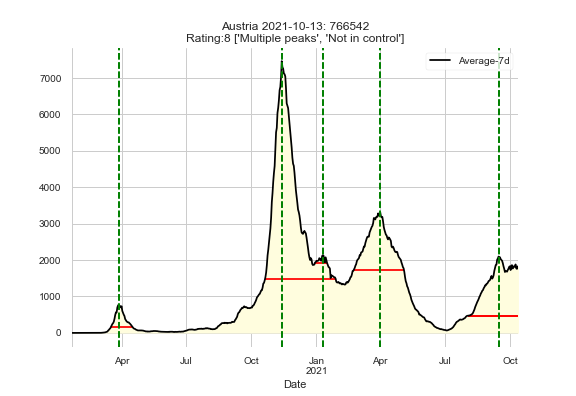 Austria 2021-10-13: 766542
Rating:8 ['Multiple peaks', 'Not in control']
Average-7d
7000
6000
5000
4000
3000
2000
1000
0
Apr
Jul
Oct
Jan
2021
Apr
Jul
Oct
Date